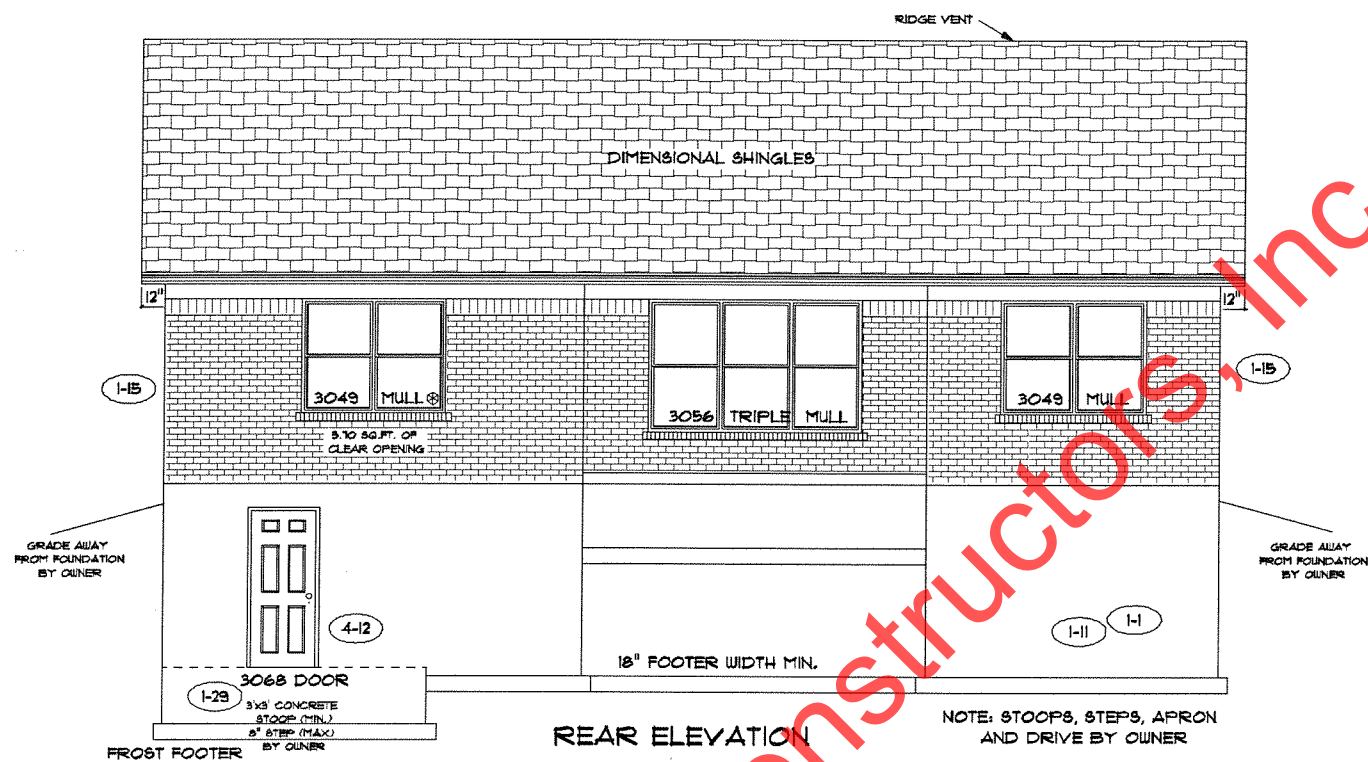 RIDGE VENT
DIMENSIONAL SHINGLES
12"
12"
1-15
1-15
3049 MULL ⊛
3056 TRIPLE MULL
3049 MULL
5.70 SQ.FT. OF
CLEAR OPENING
GRADE AWAY
FROM FOUNDATION
BY OWNER
GRADE AWAY
FROM FOUNDATION
BY OWNER
4-12
1-11
1-1
18" FOOTER WIDTH MIN.
3068 DOOR
1-29
3'x3' CONCRETE
STOOP (MIN.)
8" STEP (MAX)
BY OWNER
FROST FOOTER
REAR ELEVATION
NOTE: STOOPS, STEPS, APRON
AND DRIVE BY OWNER
onstructors, Inc